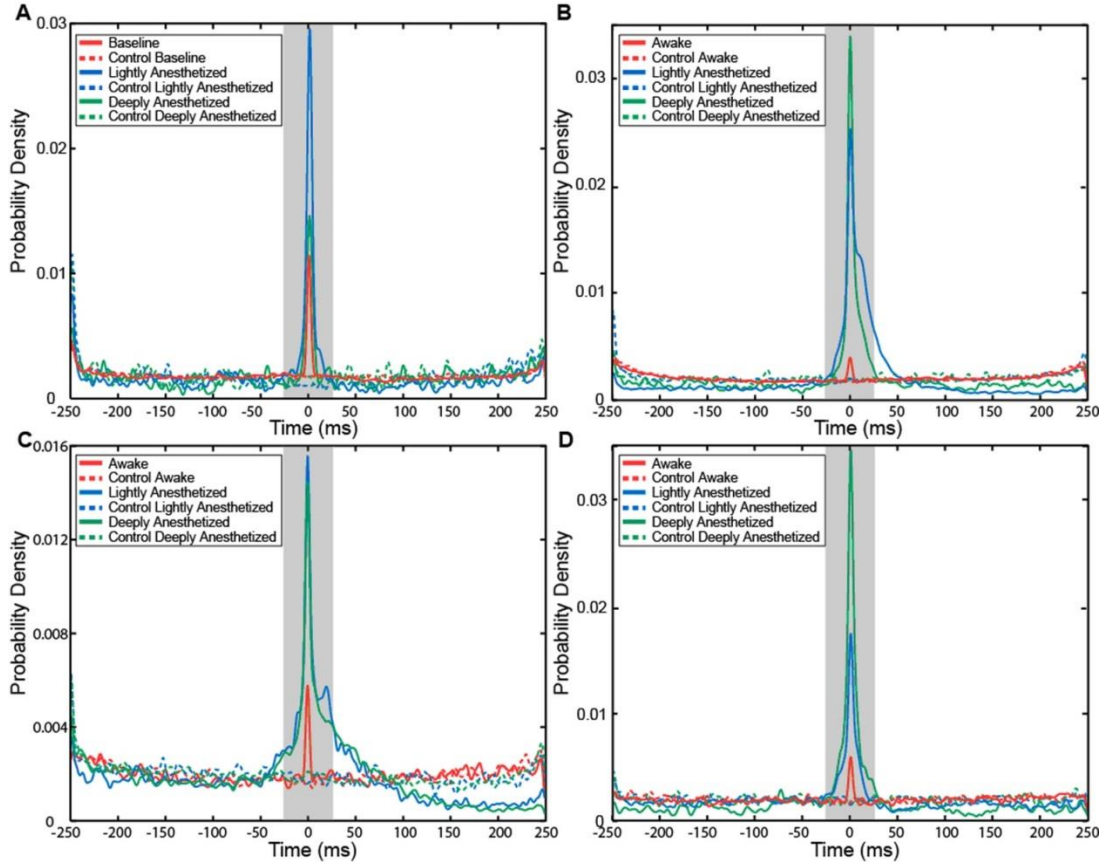 A
0.03
0.02
0.01
0
Probability Density
Baseline
Control Baseline
Lightly Anesthetized
Control Lightly Anesthetized
Deeply Anesthetized
Control Deeply Anesthetized
-250 -200 -150 -100 -50 0 50 100 150 200 250
Time (ms)
B
0.03
0.02
0.01
0
Probability Density
Awake
Control Awake
Lightly Anesthetized
Control Lightly Anesthetized
Deeply Anesthetized
Control Deeply Anesthetized
-250 -200 -150 -100 -50 0 50 100 150 200 250
Time (ms)
C
0.016
0.012
0.008
0.004
0
Probability Density
Awake
Control Awake
Lightly Anesthetized
Control Lightly Anesthetized
Deeply Anesthetized
Control Deeply Anesthetized
-250 -200 -150 -100 -50 0 50 100 150 200 250
Time (ms)
D
0.03
0.02
0.01
0
Probability Density
Awake
Control Awake
Lightly Anesthetized
Control Lightly Anesthetized
Deeply Anesthetized
Control Deeply Anesthetized
-250 -200 -150 -100 -50 0 50 100 150 200 250
Time (ms)